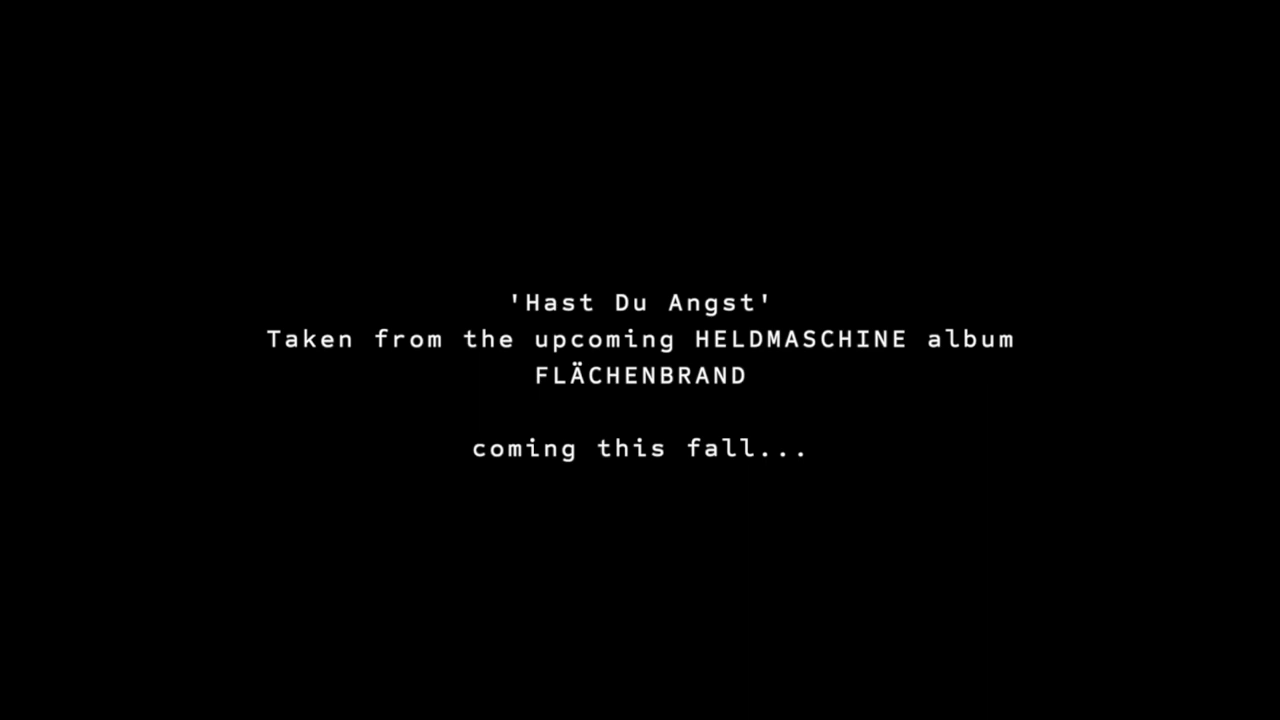 'Hast Du Angst'
Taken from the upcoming HELDMASCHINE album
FLÄCHENBRAND
coming this fall...